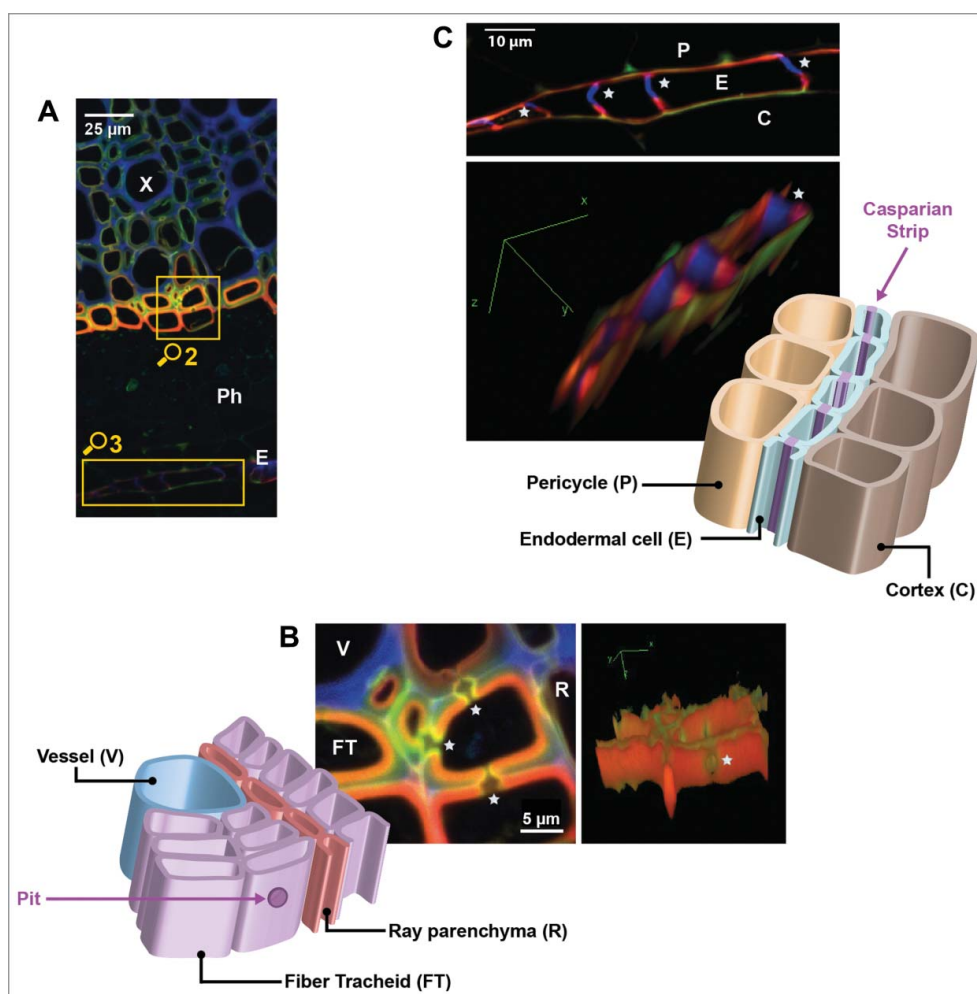 A
25 µm
X
2
Ph
3
E
C
10 µm
P
E
C
x
z
y
Casparian
Strip
Pericycle (P)
Endodermal cell (E)
Cortex (C)
B
V
R
FT
5 µm
x
y
Vessel (V)
Pit
Ray parenchyma (R)
Fiber Tracheid (FT)